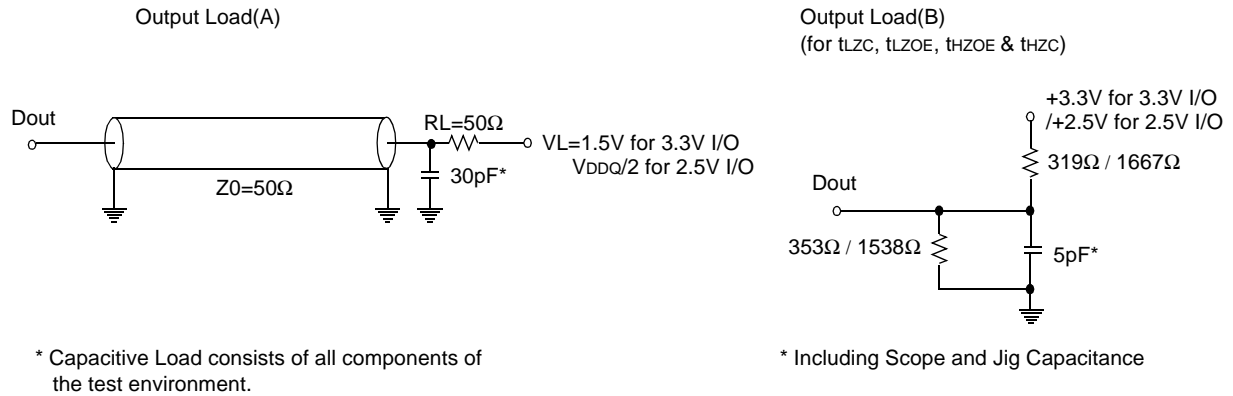 Output Load(A)
Dout
Z0=50Ω
RL=50Ω
30pF*
VL=1.5V for 3.3V I/O
VDDQ/2 for 2.5V I/O
* Capacitive Load consists of all components of
the test environment.
Output Load(B)
(for tLZC, tLZOE, tHZOE & tHZC)
+3.3V for 3.3V I/O
/+2.5V for 2.5V I/O
319Ω / 1667Ω
Dout
353Ω / 1538Ω
5pF*
* Including Scope and Jig Capacitance